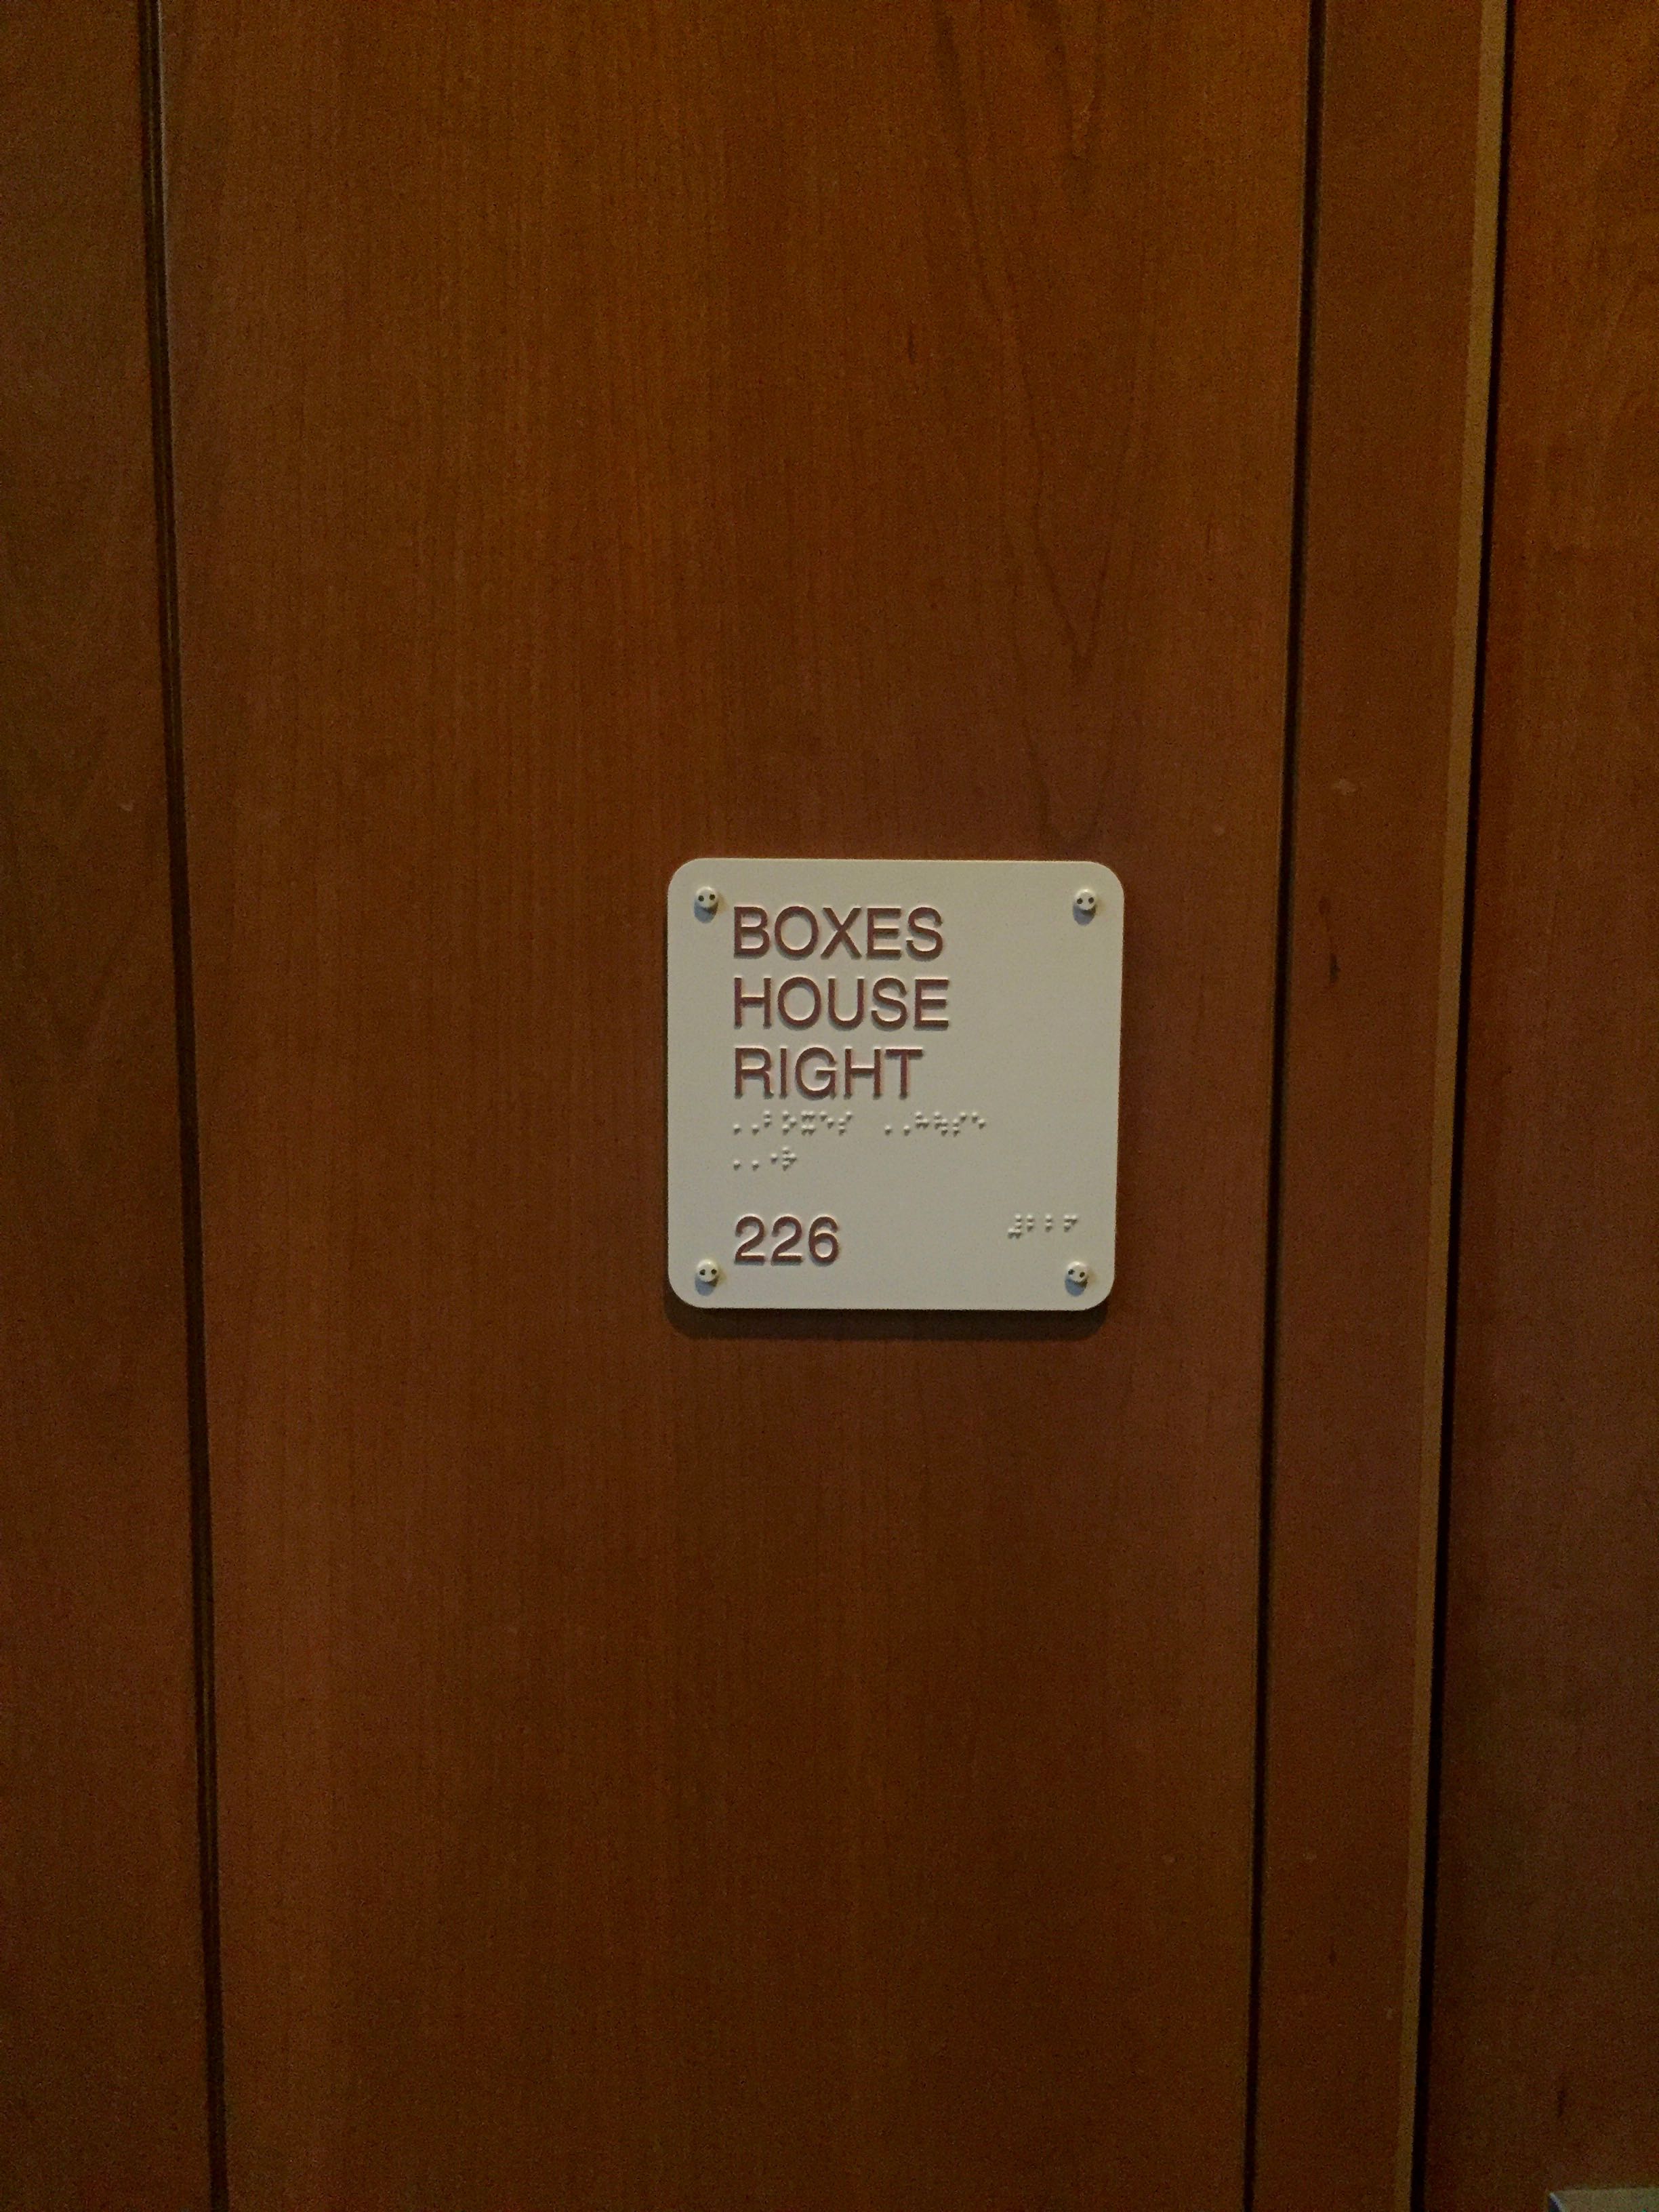 BOXES
HOUSE
RIGHT
⠠⠠⠃⠕⠭⠑⠎ ⠠⠠⠓⠳⠎⠑
⠠⠠⠐⠗
226 ⠼⠃⠃⠋